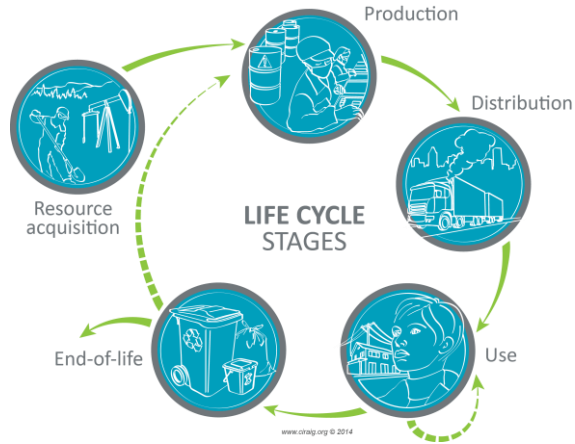 Production
Distribution
Resource
acquisition
LIFE CYCLE
STAGES
End-of-life
Use
www.ciraig.org © 2014